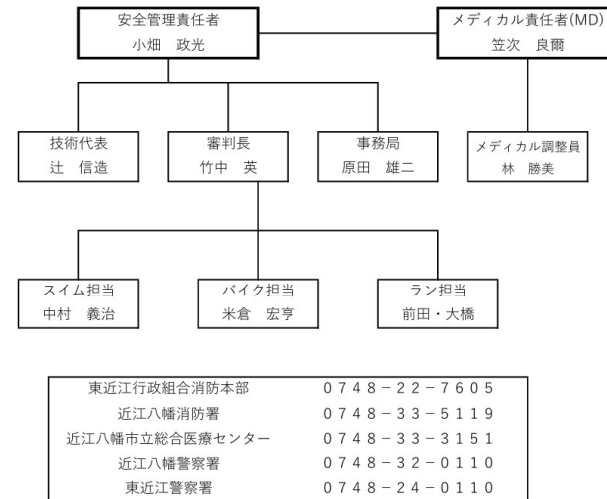 安全管理責任者
小畑　政光
メディカル責任者(MD)
笠次　良爾
技術代表
辻　信造
審判長
竹中　英
事務局
原田　雄二
メディカル調整員
林　勝美
スイム担当
中村　義治
バイク担当
米倉　宏亨
ラン担当
前田・大橋
東近江行政組合消防本部　０７４８－２２－７６０５
近江八幡消防署　０７４８－３３－５１１９
近江八幡市立総合医療センター　０７４８－３３－３１５１
近江八幡警察署　０７４８－３２－０１１０
東近江警察署　０７４８－２４－０１１０